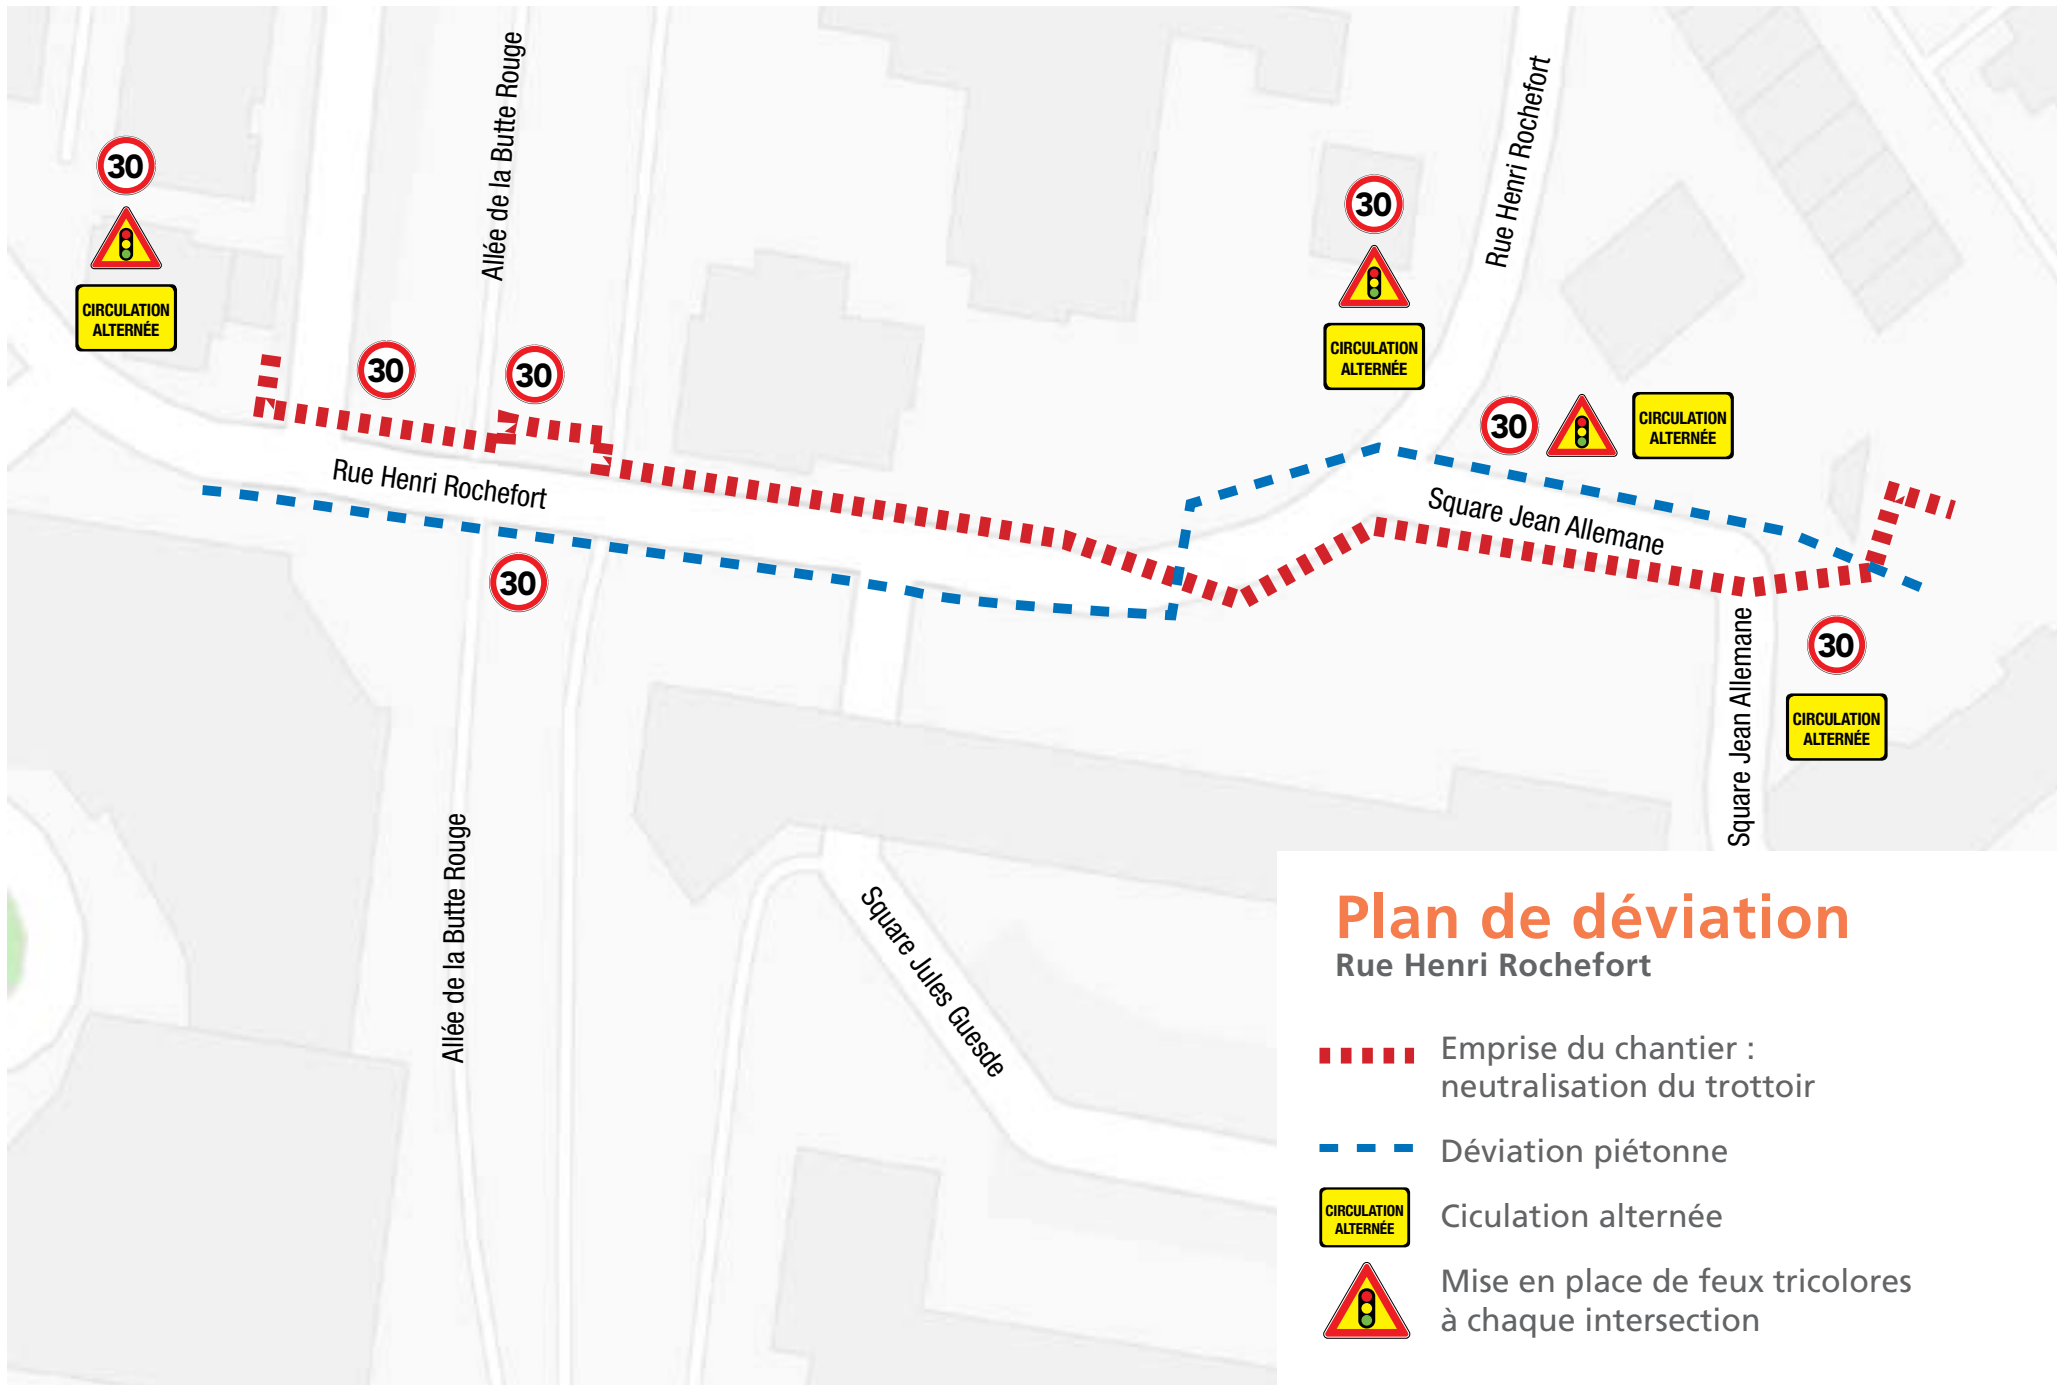 Allée de la Butte Rouge
Rue Henri Rochefort
30
CIRCULATION
ALTERNÉE
30
CIRCULATION
ALTERNÉE
30
30
30
CIRCULATION
ALTERNÉE
Rue Henri Rochefort
Square Jean Allemane
30
30
CIRCULATION
ALTERNÉE
Square Jean Allemane
Allée de la Butte Rouge
Square Jules Guesde
Plan de déviation
Rue Henri Rochefort
Emprise du chantier :
neutralisation du trottoir
Déviation piétonne
CIRCULATION
ALTERNÉE
Ciculation alternée
Mise en place de feux tricolores
à chaque intersection